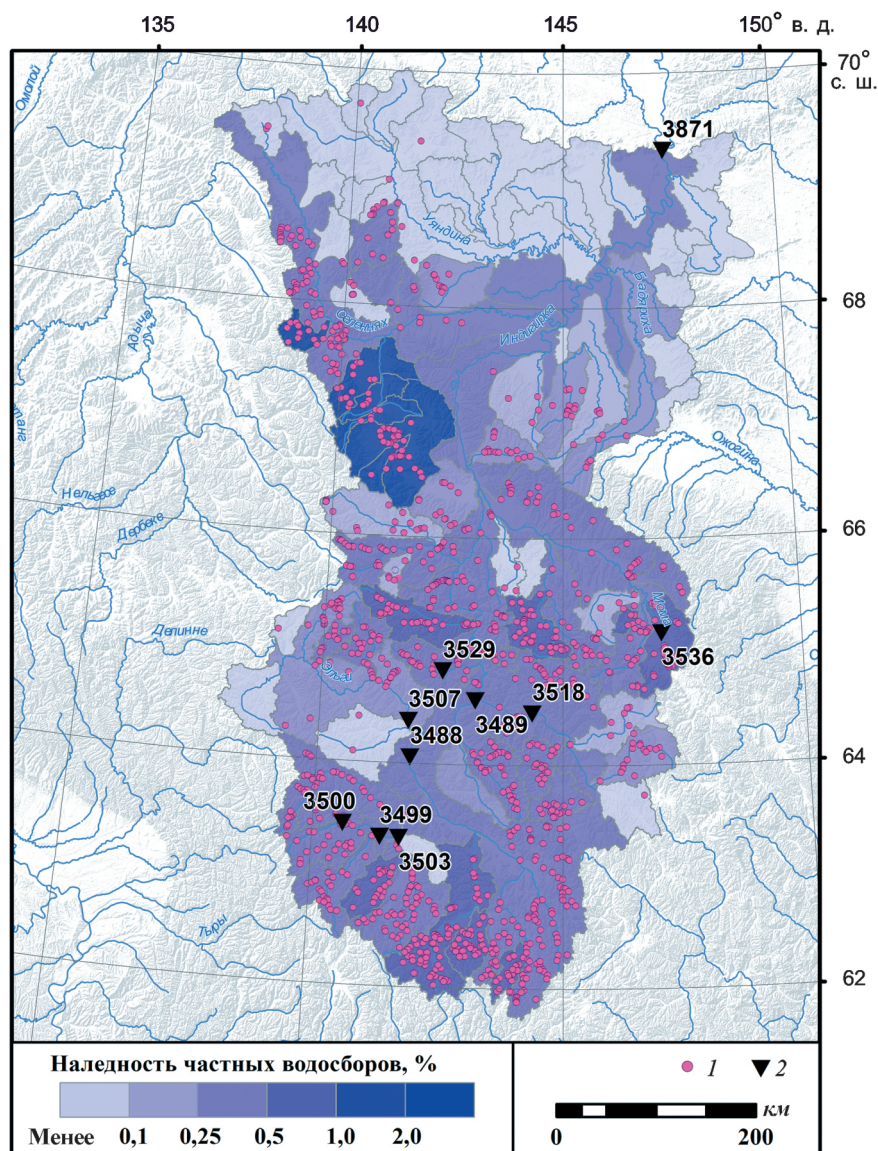 135 140 145 150° в. д.
70°
с. ш.
Омолой
3871
Уяндина
68
Адыча
Селеннях
Индигирка
Бадяриха
Ожогина
Нельгесе
Дербеке
66
Мома
Делинье
3529
3536
Эльги
3507
3518
3488
3489
64
3500
3499
3503
Тыры
62
Наледность частных водосборов, %
Менее 0,1 0,25 0,5 1,0 2,0
1 2
км
0 200